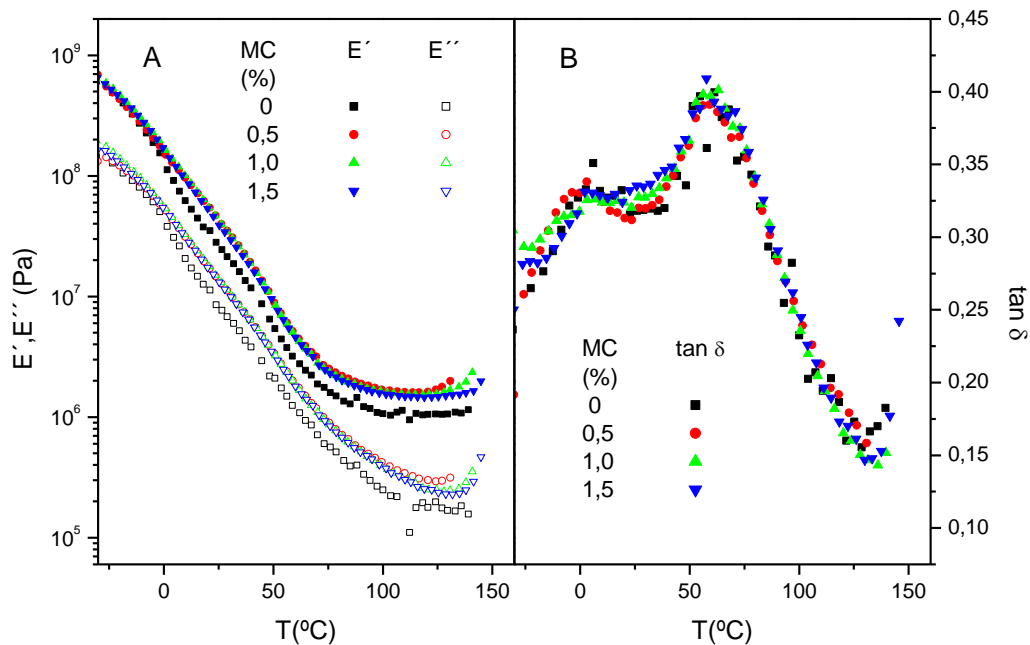 A
MC E´ E´´
(%)
0
0,5
1,0
1,5
10⁹
10⁸
10⁷
10⁶
10⁵
E´,E´´ (Pa)
0 50 100 150
T(ºC)
B
MC tan δ
(%)
0
0,5
1,0
1,5
0 50 100 150
T(ºC)
0,45
0,40
0,35
0,30
0,25
0,20
0,15
0,10
tan δ